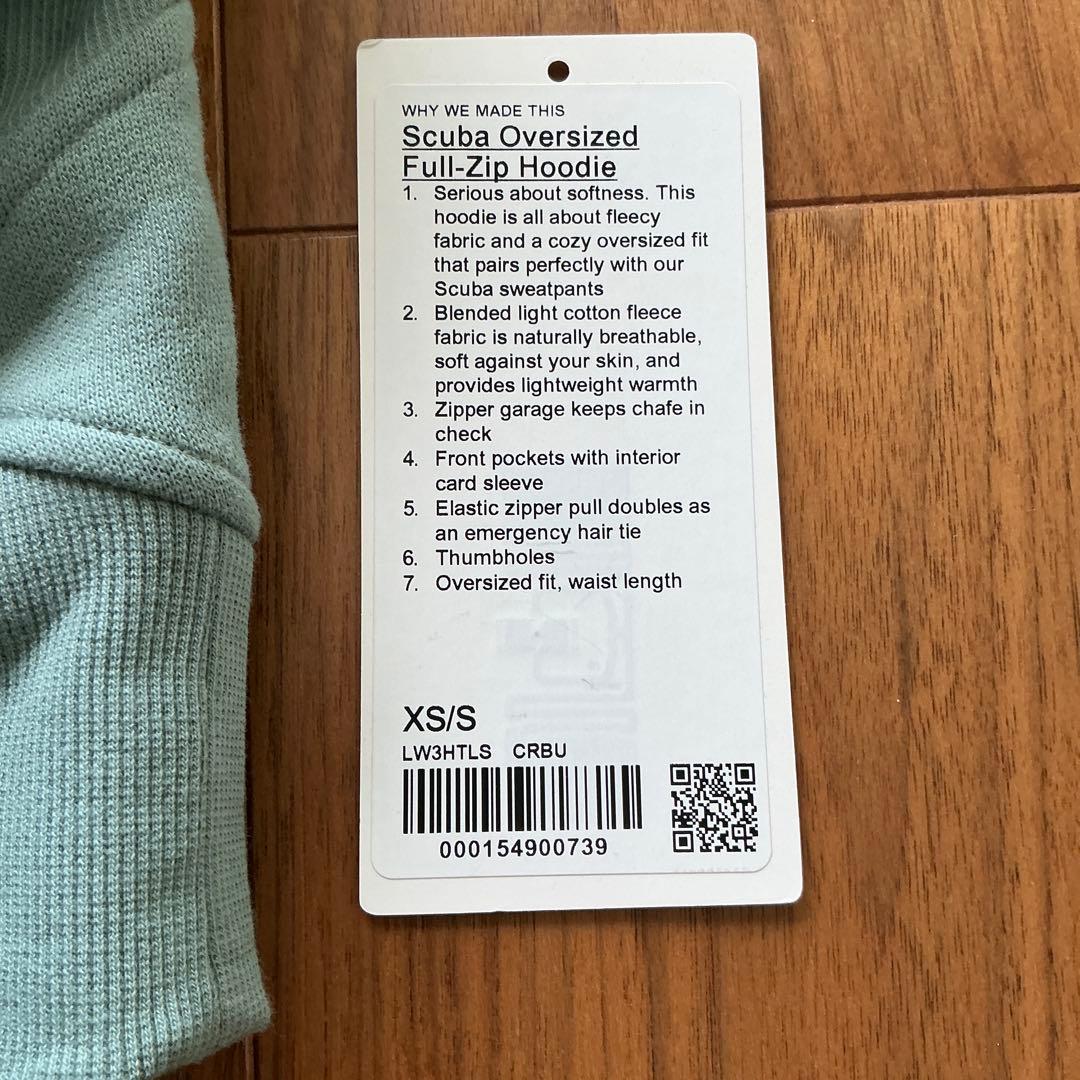 WHY WE MADE THIS
Scuba Oversized
Full-Zip Hoodie
1. Serious about softness. This
hoodie is all about fleecy
fabric and a cozy oversized fit
that pairs perfectly with our
Scuba sweatpants
2. Blended light cotton fleece
fabric is naturally breathable,
soft against your skin, and
provides lightweight warmth
3. Zipper garage keeps chafe in
check
4. Front pockets with interior
card sleeve
5. Elastic zipper pull doubles as
an emergency hair tie
6. Thumbholes
7. Oversized fit, waist length
XS/S
LW3HTLS CRBU
000154900739